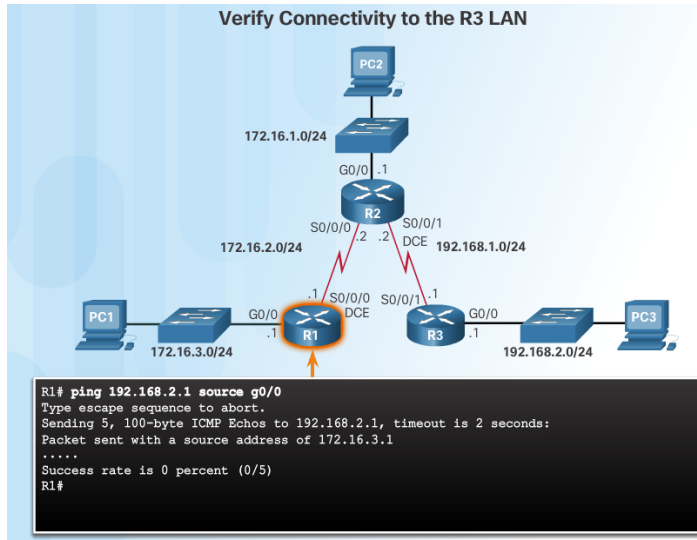 Verify Connectivity to the R3 LAN
PC2
172.16.1.0/24
G0/0 .1
R2
S0/0/0 .2 .2 S0/0/1
DCE
172.16.2.0/24
192.168.1.0/24
.1 S0/0/0
DCE
S0/0/1 .1
PC1
G0/0
.1
R1
172.16.3.0/24
R3
G0/0
.1
PC3
192.168.2.0/24
R1# ping 192.168.2.1 source g0/0
Type escape sequence to abort.
Sending 5, 100-byte ICMP Echos to 192.168.2.1, timeout is 2 seconds:
Packet sent with a source address of 172.16.3.1
.....
Success rate is 0 percent (0/5)
R1#